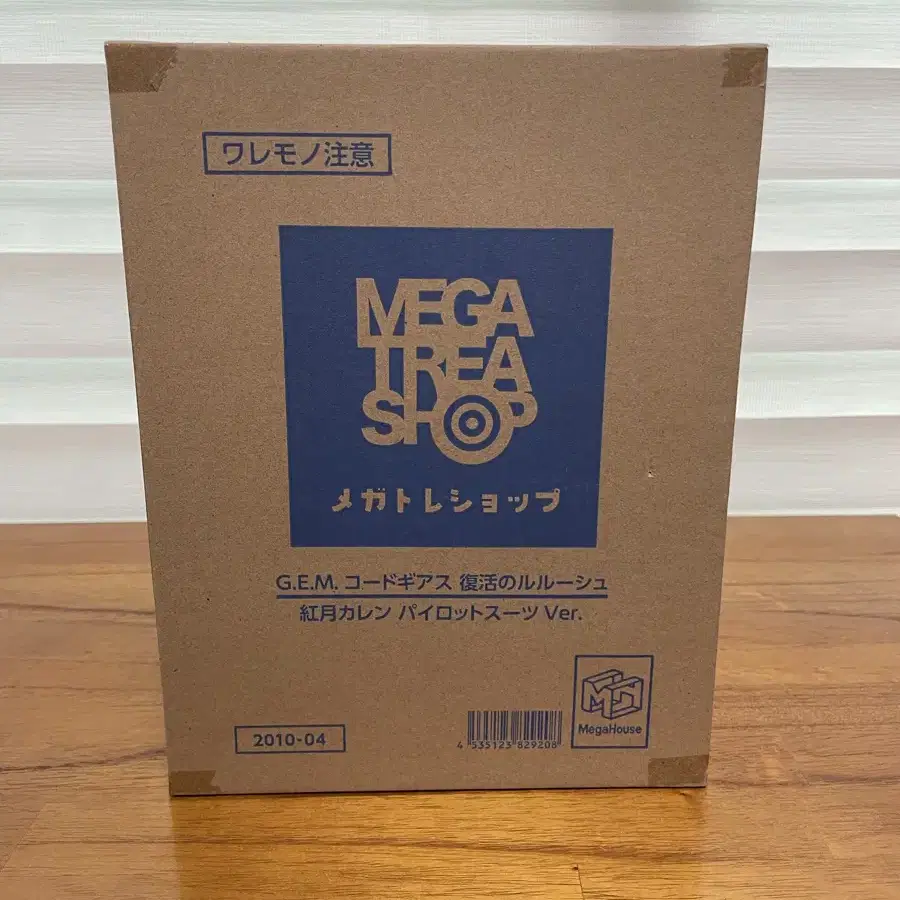 ワレモノ注意
MEGA
TREA
SHOP
メガトレショップ
G.E.M. コードギアス 復活のルルーシュ
紅月カレン パイロットスーツ Ver.
2010-04
4 535123 829208
MegaHouse